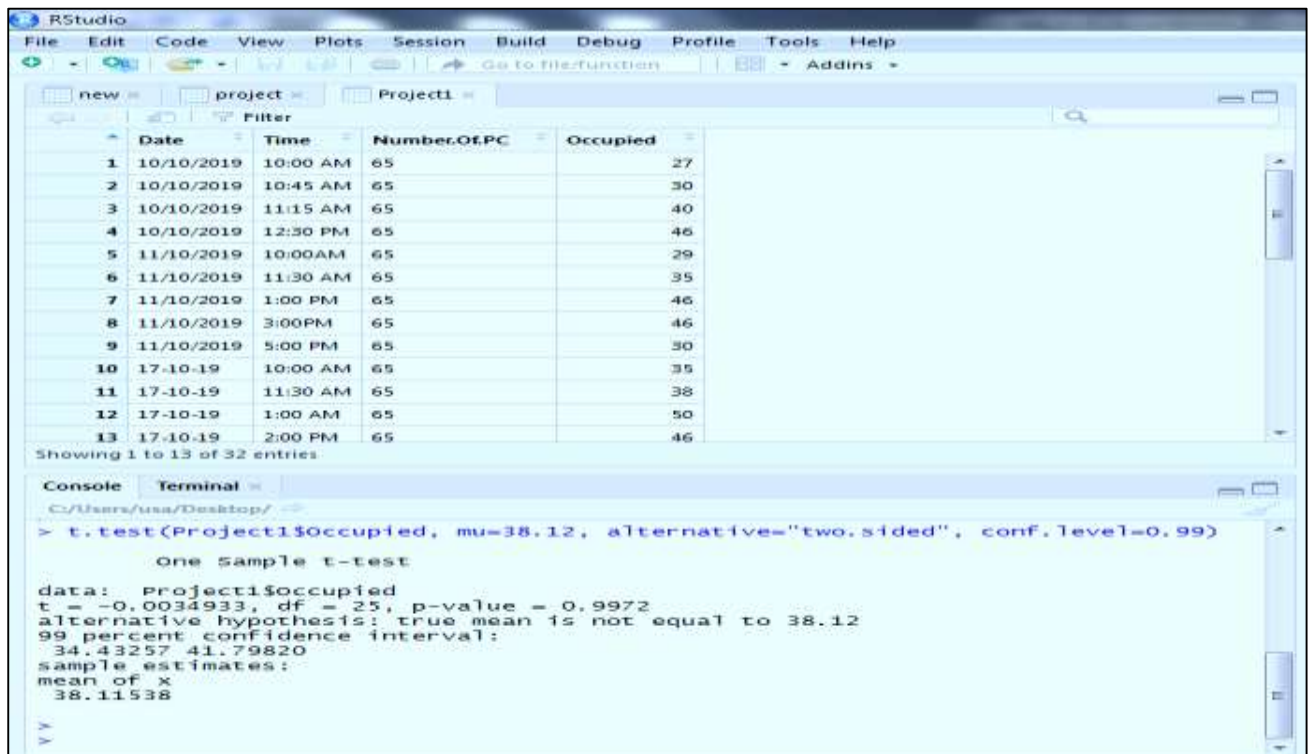 RStudio
File Edit Code View Plots Session Build Debug Profile Tools Help
Go to file/function Addins
new project Project1
Filter
Date Time Number.Of.PC Occupied
1 10/10/2019 10:00 AM 65 27
2 10/10/2019 10:45 AM 65 30
3 10/10/2019 11:15 AM 65 40
4 10/10/2019 12:30 PM 65 46
5 11/10/2019 10:00AM 65 29
6 11/10/2019 11:30 AM 65 35
7 11/10/2019 1:00 PM 65 46
8 11/10/2019 3:00PM 65 46
9 11/10/2019 5:00 PM 65 30
10 17-10-19 10:00 AM 65 35
11 17-10-19 11:30 AM 65 38
12 17-10-19 1:00 AM 65 50
13 17-10-19 2:00 PM 65 46
Showing 1 to 13 of 32 entries
Console Terminal
C:/Users/usa/Desktop/
> t.test(Project1$Occupied, mu=38.12, alternative="two.sided", conf.level=0.99)
One Sample t-test
data: Project1$Occupied
t = -0.0034933, df = 25, p-value = 0.9972
alternative hypothesis: true mean is not equal to 38.12
99 percent confidence interval:
34.43257 41.79820
sample estimates:
mean of x
38.11538
>
>